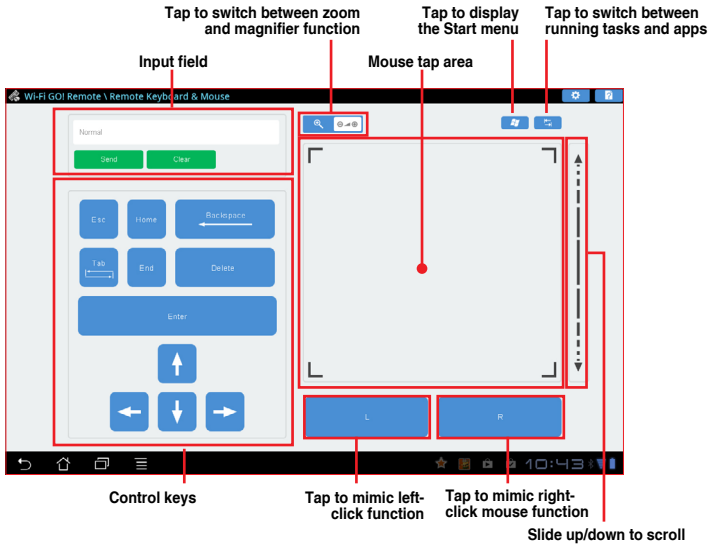 Tap to switch between zoom
and magnifier function
Tap to display
the Start menu
Tap to switch between
running tasks and apps
Input field
Mouse tap area
Wi-Fi GO! Remote \ Remote Keyboard & Mouse
Normal
Send
Clear
Esc
Home
Backspace
Tab
End
Delete
Enter
L
R
10:43
Control keys
Tap to mimic left-
click function
Tap to mimic right-
click mouse function
Slide up/down to scroll